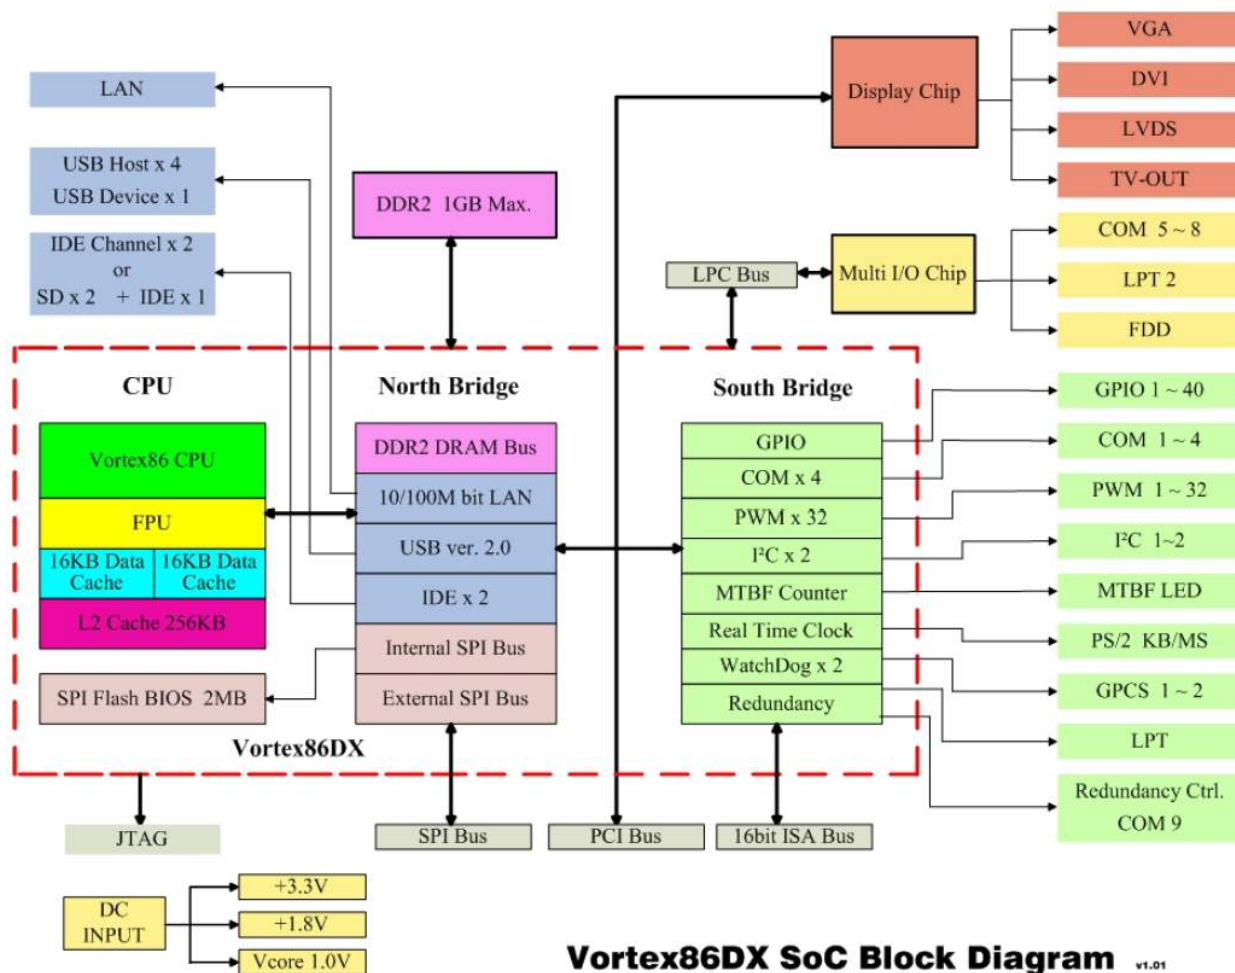 LAN
USB Host x 4
USB Device x 1
IDE Channel x 2
or
SD x 2 + IDE x 1
DDR2 1GB Max.
Display Chip
VGA
DVI
LVDS
TV-OUT
LPC Bus
Multi I/O Chip
COM 5 ~ 8
LPT 2
FDD
CPU
North Bridge
South Bridge
Vortex86 CPU
FPU
16KB Data
Cache
16KB Data
Cache
L2 Cache 256KB
SPI Flash BIOS 2MB
DDR2 DRAM Bus
10/100M bit LAN
USB ver. 2.0
IDE x 2
Internal SPI Bus
External SPI Bus
GPIO
COM x 4
PWM x 32
I²C x 2
MTBF Counter
Real Time Clock
WatchDog x 2
Redundancy
GPIO 1 ~ 40
COM 1 ~ 4
PWM 1 ~ 32
I²C 1~2
MTBF LED
PS/2 KB/MS
GPCS 1 ~ 2
LPT
Redundancy Ctrl.
COM 9
Vortex86DX
JTAG
SPI Bus
PCI Bus
16bit ISA Bus
DC
INPUT
+3.3V
+1.8V
Vcore 1.0V
Vortex86DX SoC Block Diagram v1.01